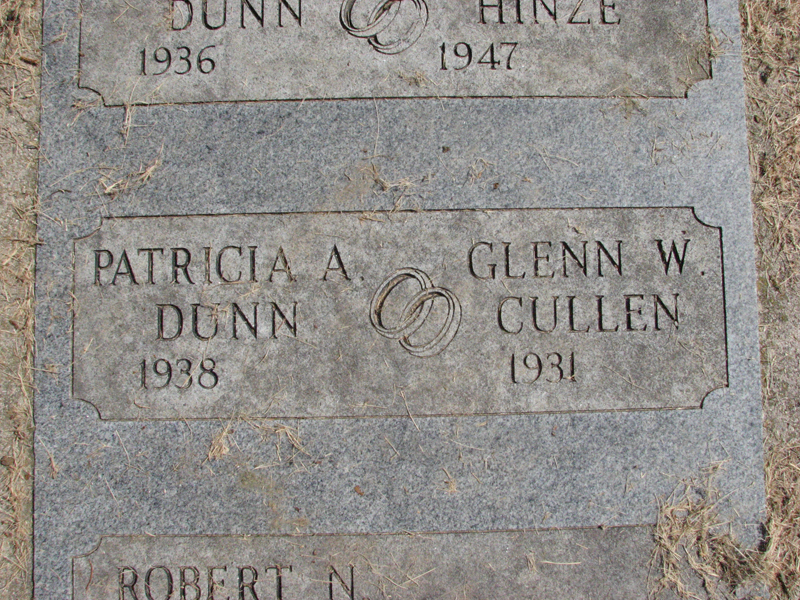 DUNN HINZE
1936 1947
PATRICIA A. GLENN W.
DUNN CULLEN
1938 1931
ROBERT N.